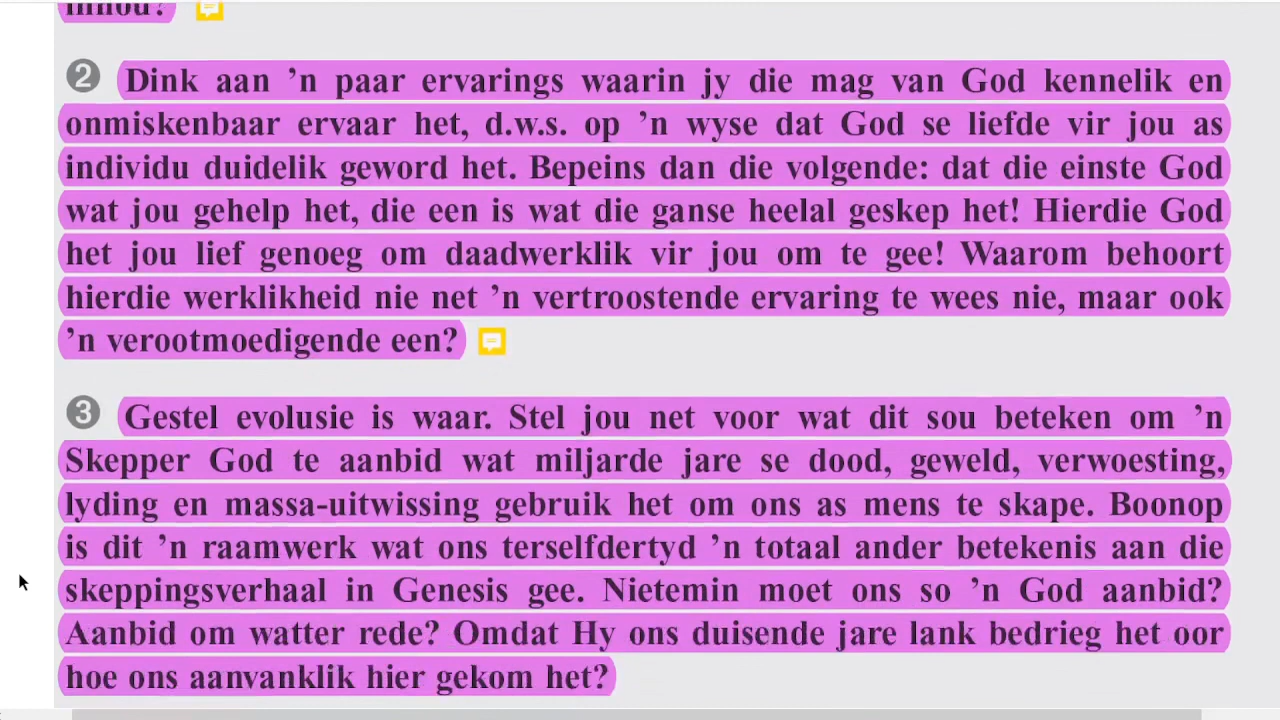 ❷ Dink aan ’n paar ervarings waarin jy die mag van God kennelik en
onmiskenbaar ervaar het, d.w.s. op ’n wyse dat God se liefde vir jou as
individu duidelik geword het. Bepeins dan die volgende: dat die einste God
wat jou gehelp het, die een is wat die ganse heelal geskep het! Hierdie God
het jou lief genoeg om daadwerklik vir jou om te gee! Waarom behoort
hierdie werklikheid nie net ’n vertroostende ervaring te wees nie, maar ook
’n verootmoedigende een?
❸ Gestel evolusie is waar. Stel jou net voor wat dit sou beteken om ’n
Skepper God te aanbid wat miljarde jare se dood, geweld, verwoesting,
lyding en massa-uitwissing gebruik het om ons as mens te skape. Boonop
is dit ’n raamwerk wat ons terselfdertyd ’n totaal ander betekenis aan die
skeppingsverhaal in Genesis gee. Nietemin moet ons so ’n God aanbid?
Aanbid om watter rede? Omdat Hy ons duisende jare lank bedrieg het oor
hoe ons aanvanklik hier gekom het?